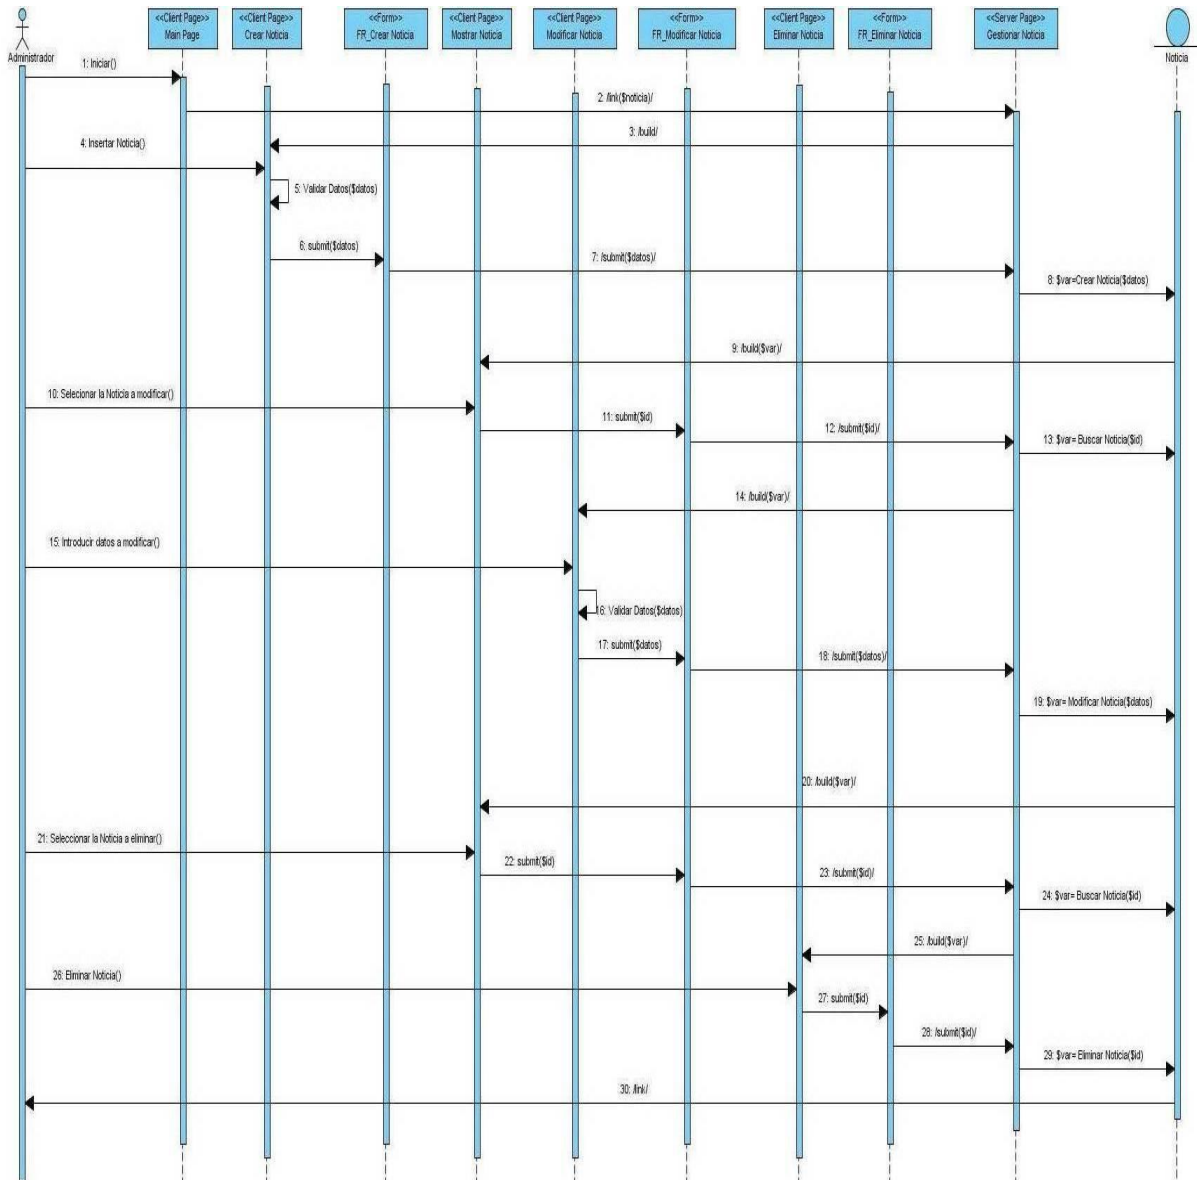 <<Client Page>>
Main Page
<<Client Page>>
Crear Noticia
<<Form>>
FR_Crear Noticia
<<Client Page>>
Mostrar Noticia
<<Client Page>>
Modificar Noticia
<<Form>>
FR_Modificar Noticia
<<Client Page>>
Eliminar Noticia
<<Form>>
FR_Eliminar Noticia
<<Server Page>>
Gestionar Noticia
Administrador
Noticia
1: Iniciar()
2: /link($noticia)/
3: /build/
4: Insertar Noticia()
5: Validar Datos($datos)
6: submit($datos)
7: /submit($datos)/
8: $var=Crear Noticia($datos)
9: /build($var)/
10: Selecionar la Noticia a modificar()
11: submit($id)
12: /submit($id)/
13: $var= Buscar Noticia($id)
14: /build($var)/
15: Introducir datos a modificar()
16: Validar Datos($datos)
17: submit($datos)
18: /submit($datos)/
19: $var= Modificar Noticia($datos)
20: /build($var)/
21: Seleccionar la Noticia a eliminar()
22: submit($id)
23: /submit($id)/
24: $var= Buscar Noticia($id)
25: /build($var)/
26: Eliminar Noticia()
27: submit($id)
28: /submit($id)/
29: $var= Eliminar Noticia($id)
30: /link/